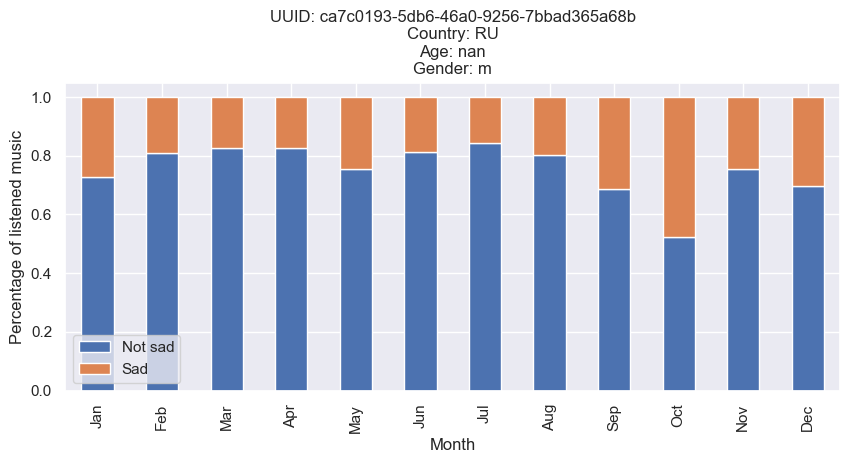 UUID: ca7c0193-5db6-46a0-9256-7bbad365a68b
Country: RU
Age: nan
Gender: m
Percentage of listened music
1.0
0.8
0.6
0.4
0.2
0.0
Not sad
Sad
Jan Feb Mar Apr May Jun Jul Aug Sep Oct Nov Dec
Month